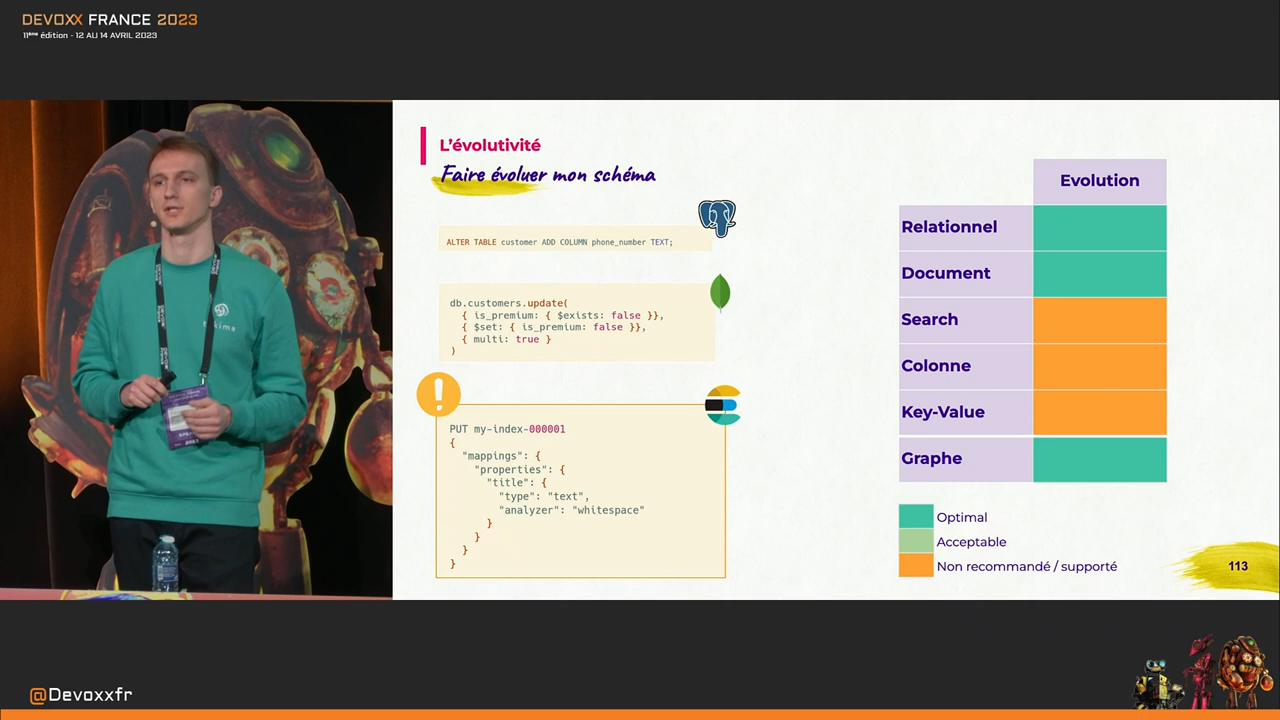 DEVOXX FRANCE 2023
11ème édition - 12 AU 14 AVRIL 2023
L'évolutivité
Faire évoluer mon schéma
ALTER TABLE customer ADD COLUMN phone_number TEXT;
db.customers.update(
{ is_premium: { $exists: false }},
{ $set: { is_premium: false }},
{ multi: true }
)
!
PUT my-index-000001
{
"mappings": {
"properties": {
"title": {
"type": "text",
"analyzer": "whitespace"
}
}
}
}
Evolution
Relationnel
Document
Search
Colonne
Key-Value
Graphe
Optimal
Acceptable
Non recommandé / supporté
113
@Devoxxfr